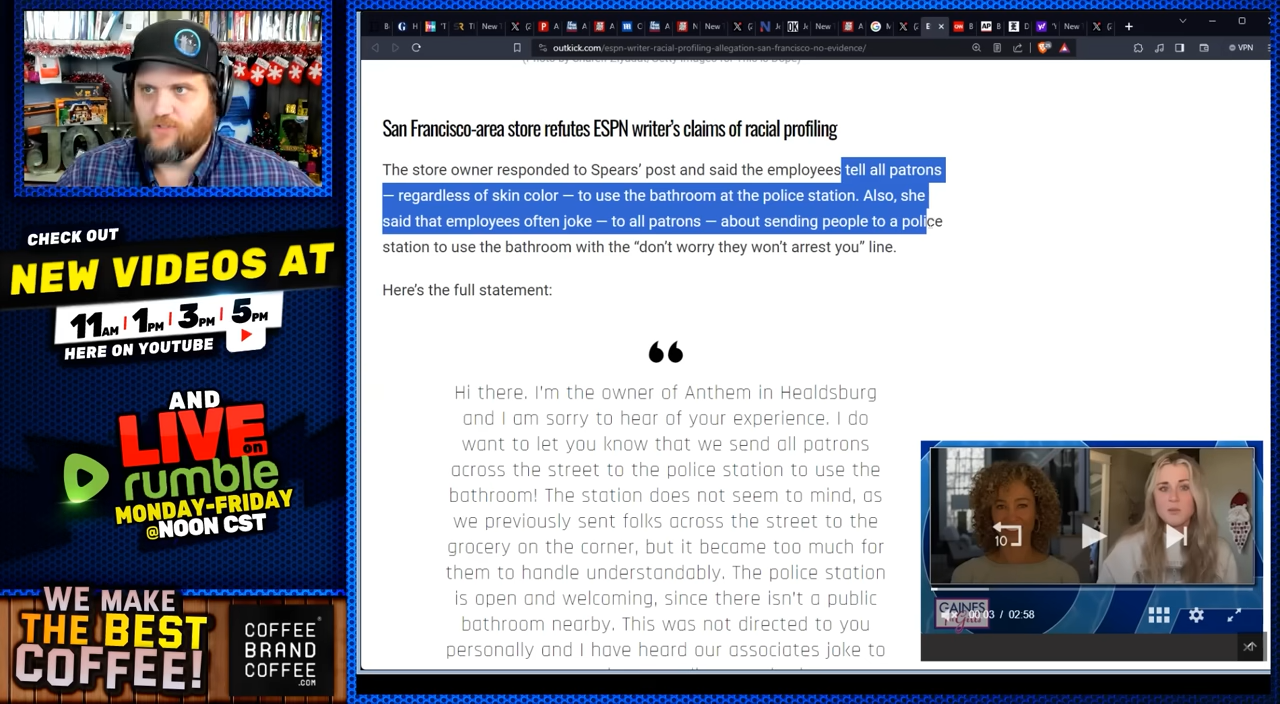 JOY
CHECK OUT
NEW VIDEOS AT
11AM | 1PM | 3PM | 5PM
HERE ON YOUTUBE
AND
LIVE on
rumble
MONDAY-FRIDAY
@NOON CST
WE MAKE
THE BEST
COFFEE!
COFFEE
BRAND
COFFEE
.COM
New
New
New
New
outkick.com/espn-writer-racial-profiling-allegation-san-francisco-no-evidence/
VPN
San Francisco-area store refutes ESPN writer's claims of racial profiling
The store owner responded to Spears' post and said the employees tell all patrons
— regardless of skin color — to use the bathroom at the police station. Also, she
said that employees often joke — to all patrons — about sending people to a police
station to use the bathroom with the “don't worry they won't arrest you” line.
Here's the full statement:
Hi there. I'm the owner of Anthem in Healdsburg
and I am sorry to hear of your experience. I do
want to let you know that we send all patrons
across the street to the police station to use the
bathroom! The station does not seem to mind, as
we previously sent folks across the street to the
grocery on the corner, but it became too much for
them to handle understandably. The police station
is open and welcoming, since there isn't a public
bathroom nearby. This was not directed to you
personally and I have heard our associates joke to
10
GAINES
00:03 / 02:58